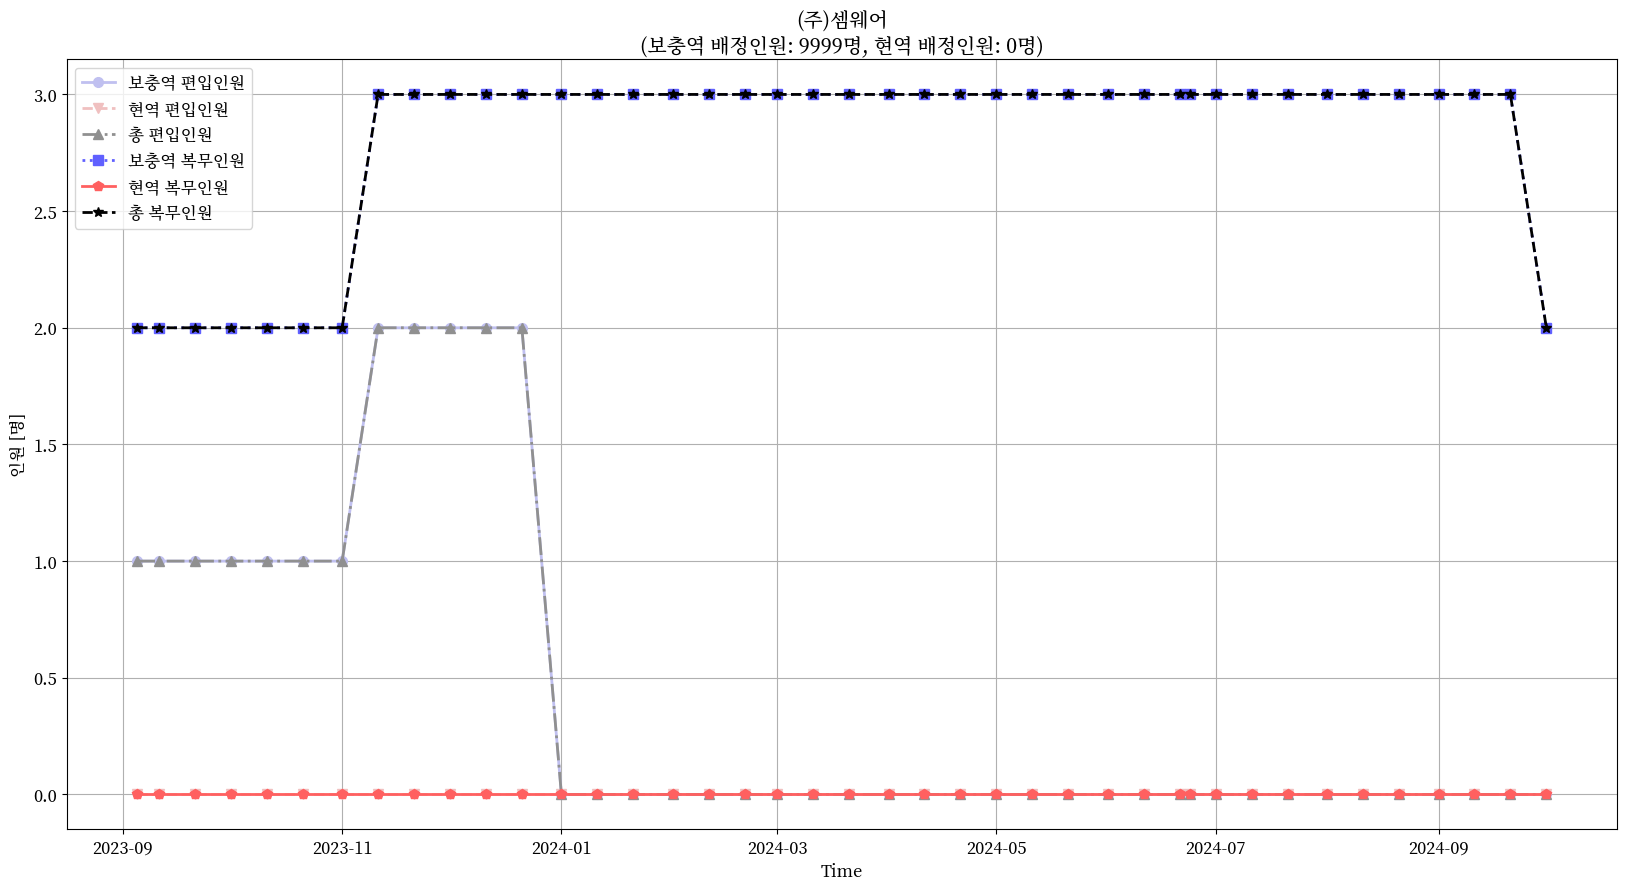 (주)셈웨어
(보충역 배정인원: 9999명, 현역 배정인원: 0명)
보충역 편입인원
현역 편입인원
총 편입인원
보충역 복무인원
현역 복무인원
총 복무인원
3.0
2.5
2.0
1.5
1.0
0.5
0.0
인원 [명]
2023-09 2023-11 2024-01 2024-03 2024-05 2024-07 2024-09
Time